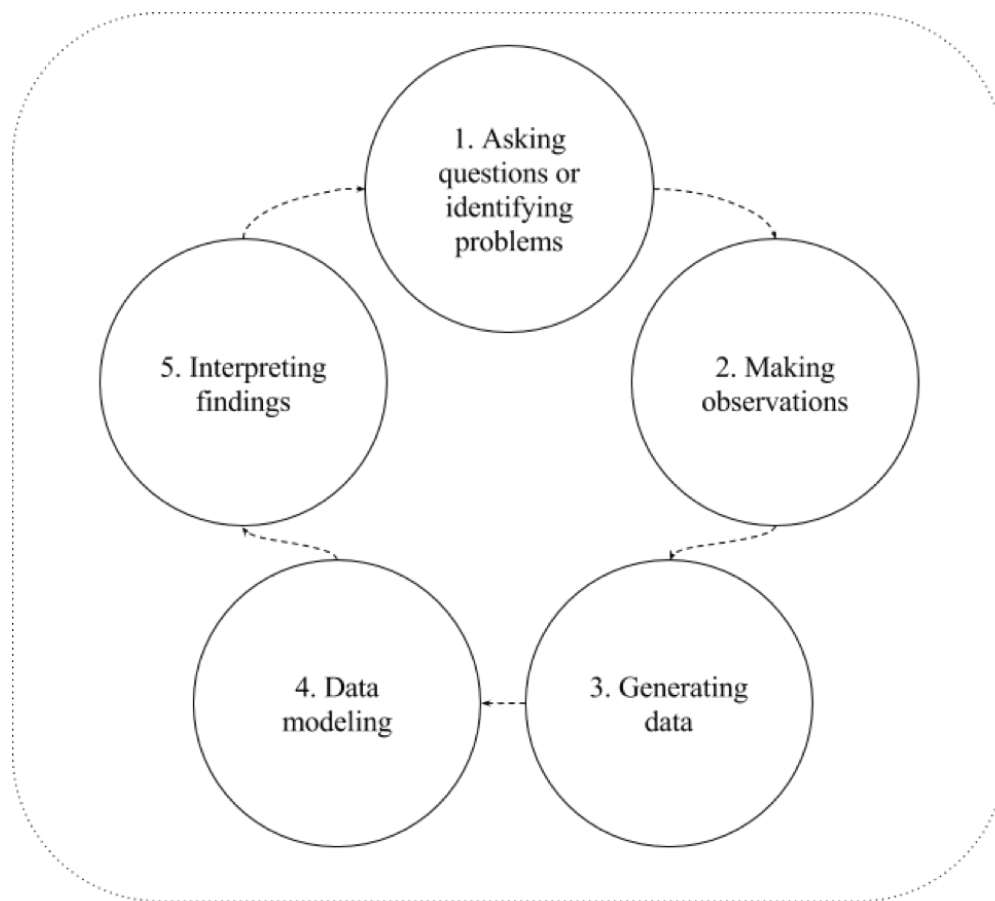 1. Asking
questions or
identifying
problems
2. Making
observations
3. Generating
data
4. Data
modeling
5. Interpreting
findings